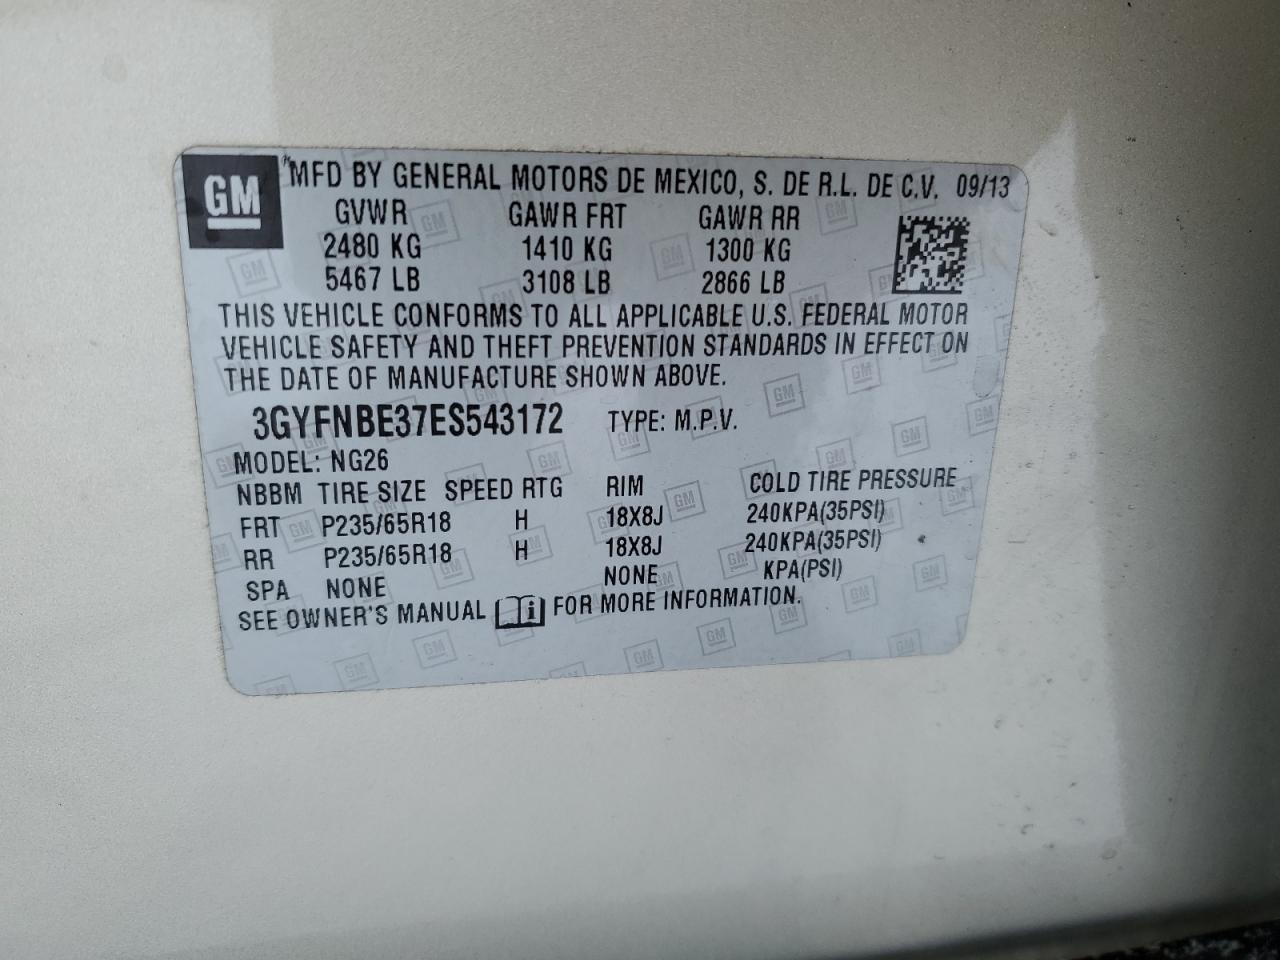 GM MFD BY GENERAL MOTORS DE MEXICO, S. DE R.L. DE C.V. 09/13
GVWR GAWR FRT GAWR RR
2480 KG 1410 KG 1300 KG
5467 LB 3108 LB 2866 LB
THIS VEHICLE CONFORMS TO ALL APPLICABLE U.S. FEDERAL MOTOR
VEHICLE SAFETY AND THEFT PREVENTION STANDARDS IN EFFECT ON
THE DATE OF MANUFACTURE SHOWN ABOVE.
3GYFNBE37ES543172 TYPE: M.P.V.
MODEL: NG26
NBBM TIRE SIZE SPEED RTG RIM COLD TIRE PRESSURE
FRT P235/65R18 H 18X8J 240KPA(35PSI)
RR P235/65R18 H 18X8J 240KPA(35PSI)
SPA NONE NONE KPA(PSI)
SEE OWNER'S MANUAL i FOR MORE INFORMATION.